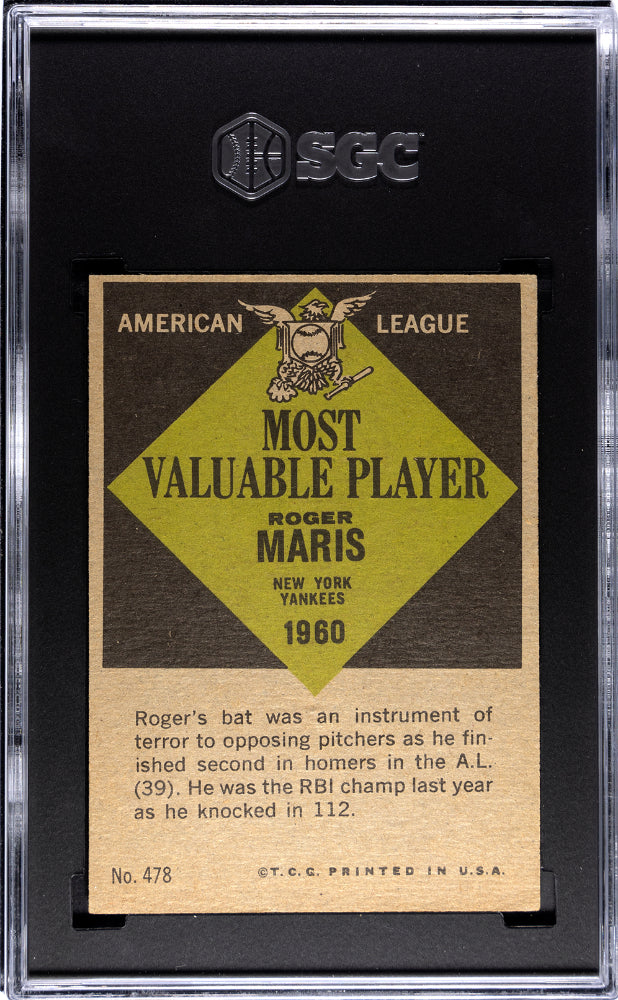 SGC
AMERICAN LEAGUE
MOST
VALUABLE PLAYER
ROGER
MARIS
NEW YORK
YANKEES
1960
Roger's bat was an instrument of
terror to opposing pitchers as he fin-
ished second in homers in the A.L.
(39). He was the RBI champ last year
as he knocked in 112.
No. 478 ©T.C.G. PRINTED IN U.S.A.